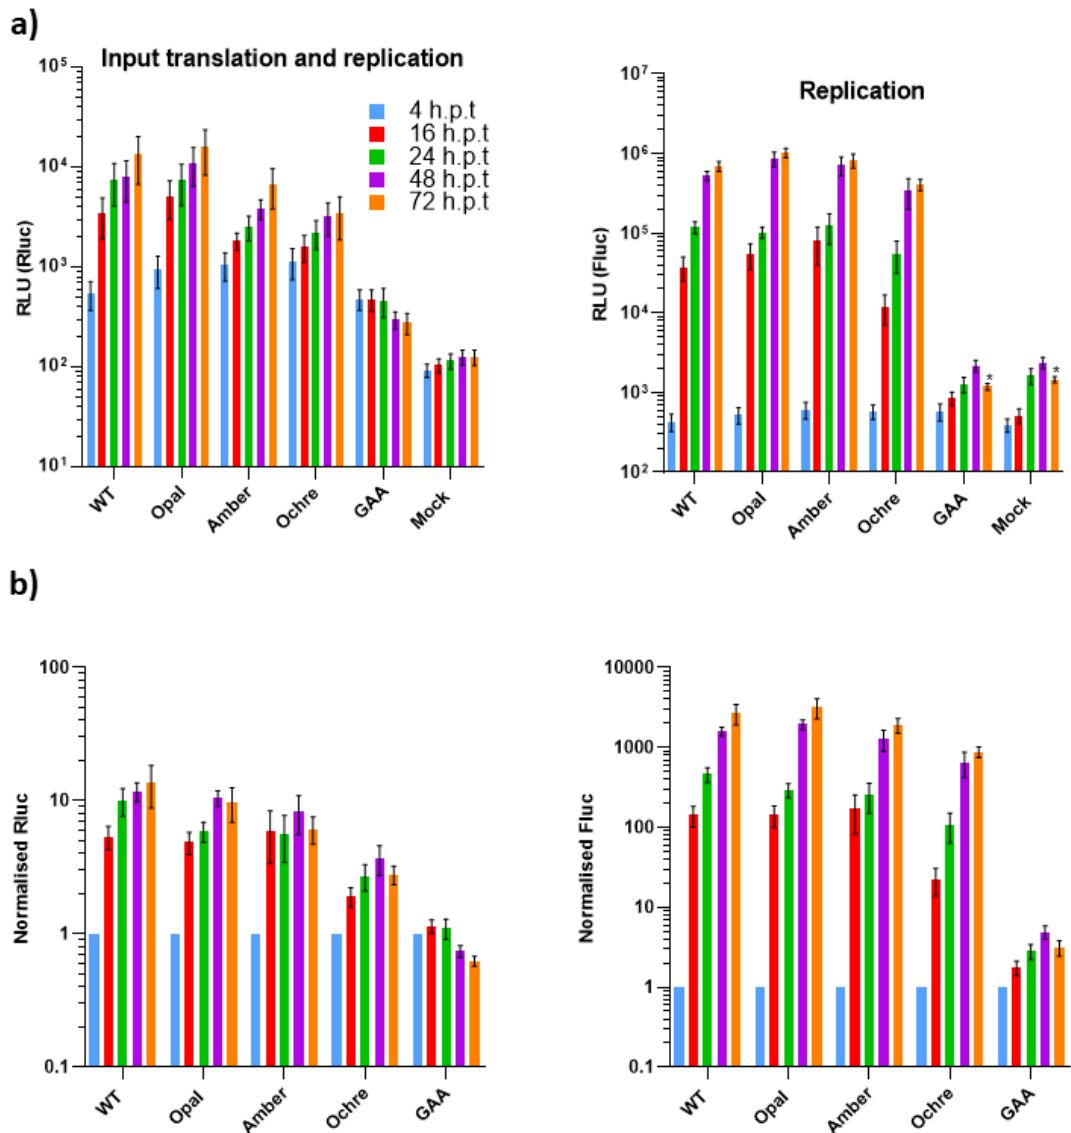 a)
Input translation and replication
RLU (Rluc)
10^5
10^4
10^3
10^2
10^1
4 h.p.t
16 h.p.t
24 h.p.t
48 h.p.t
72 h.p.t
WT
Opal
Amber
Ochre
GAA
Mock
Replication
RLU (Fluc)
10^7
10^6
10^5
10^4
10^3
10^2
*
*
WT
Opal
Amber
Ochre
GAA
Mock
b)
Normalised Rluc
100
10
1
0.1
WT
Opal
Amber
Ochre
GAA
Normalised Fluc
10000
1000
100
10
1
0.1
WT
Opal
Amber
Ochre
GAA